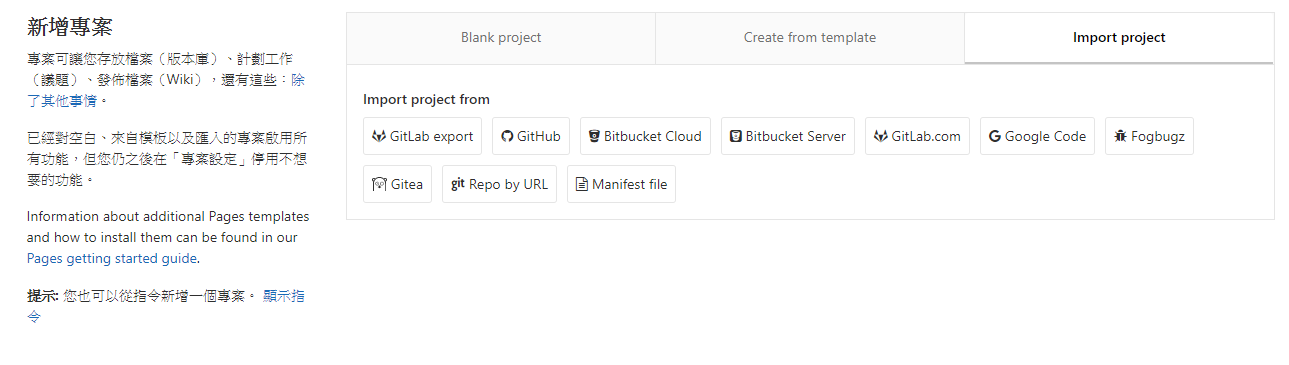 新增專案
專案可讓您存放檔案（版本庫）、計劃工作
（議題）、發佈檔案（Wiki），還有這些：除
了其他事情。
已經對空白、來自模板以及匯入的專案啟用所
有功能，但您仍之後在「專案設定」停用不想
要的功能。
Information about additional Pages templates
and how to install them can be found in our
Pages getting started guide.
提示: 您也可以從指令新增一個專案。 顯示指
令
Blank project Create from template Import project
Import project from
GitLab export GitHub Bitbucket Cloud Bitbucket Server GitLab.com Google Code Fogbugz
Gitea git Repo by URL Manifest file